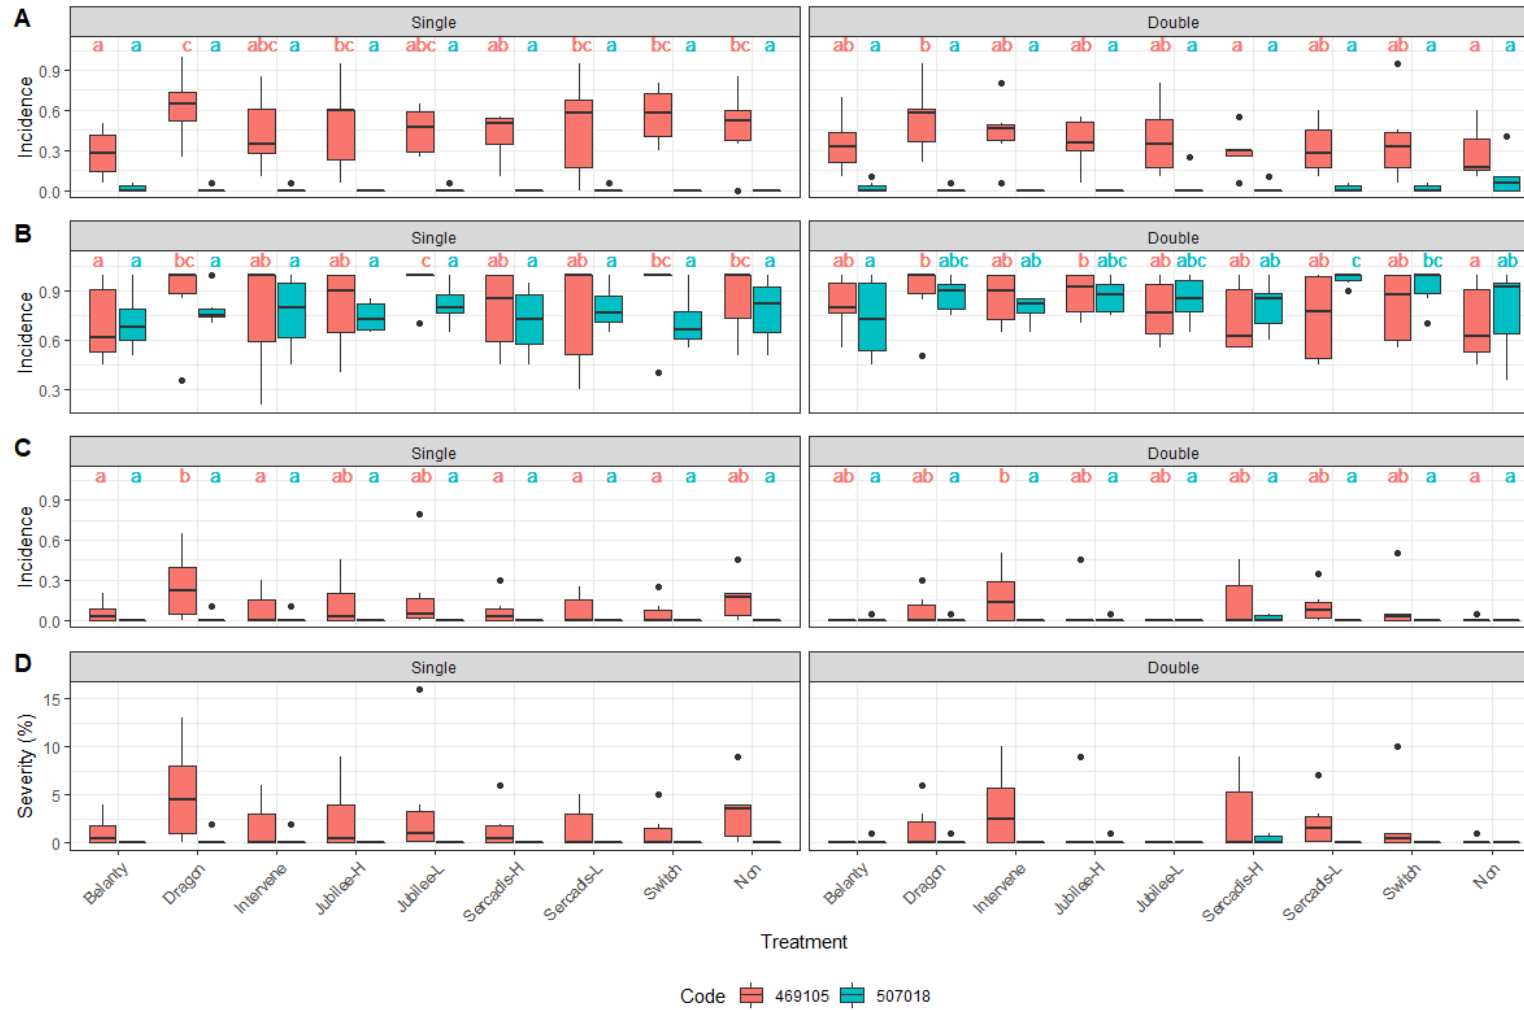 A
Single
Double
a a c a abc a bc a abc a ab a bc a bc a bc a
ab a b a ab a ab a ab a a a ab a ab a a a
Incidence
0.9
0.6
0.3
0.0
B
Single
Double
a a bc a ab a ab a c a ab a ab a bc a bc a
ab a b abc ab ab b abc ab abc ab ab ab c ab bc a ab
Incidence
0.9
0.6
0.3
C
Single
Double
a a b a a a ab a ab a a a a a a a ab a
ab a ab a b a ab a ab a ab a ab a ab a a a
Incidence
0.9
0.6
0.3
0.0
D
Single
Double
Severity (%)
15
10
5
0
Belanty Dragon Intervene Jubilee-H Jubilee-L Sercadis-H Sercadis-L Switch Non
Belanty Dragon Intervene Jubilee-H Jubilee-L Sercadis-H Sercadis-L Switch Non
Treatment
Code 469105 507018